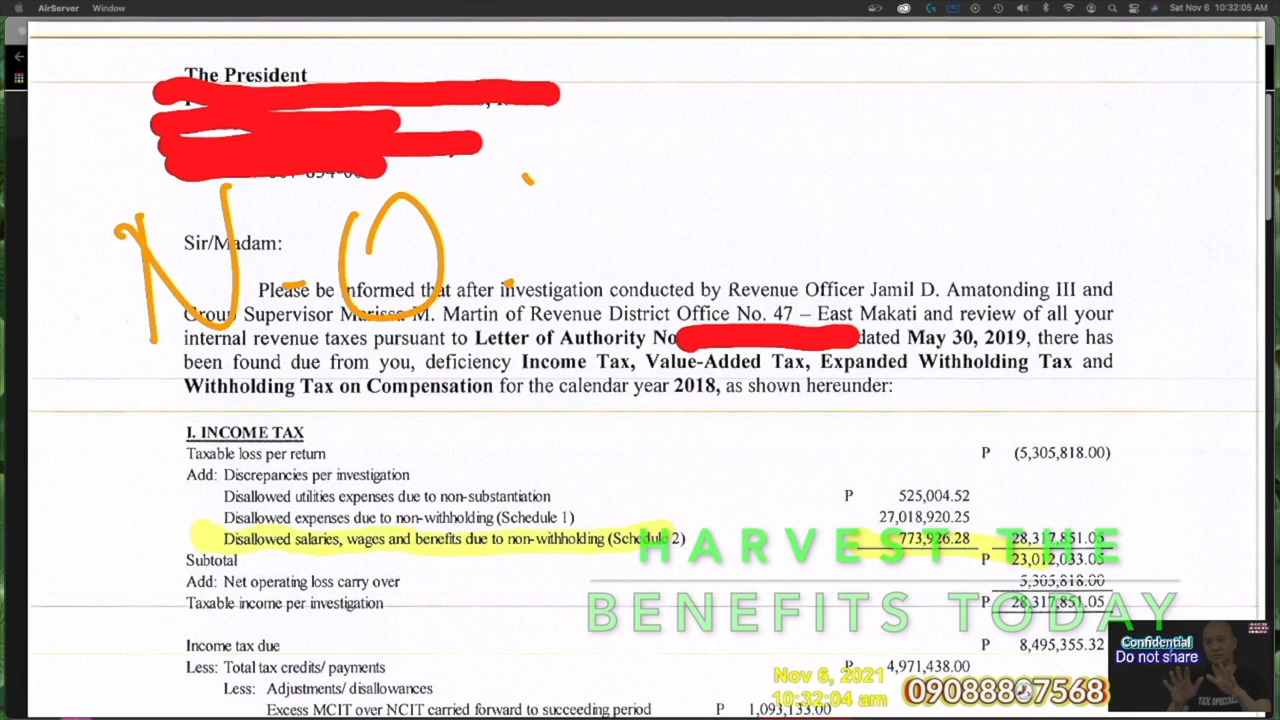 AirServer Window Sat Nov 6 10:32:05 AM
The President
N-O.
Sir/Madam:
Please be informed that after investigation conducted by Revenue Officer Jamil D. Amatonding III and
Group Supervisor Marissa M. Martin of Revenue District Office No. 47 – East Makati and review of all your
internal revenue taxes pursuant to Letter of Authority No dated May 30, 2019, there has
been found due from you, deficiency Income Tax, Value-Added Tax, Expanded Withholding Tax and
Withholding Tax on Compensation for the calendar year 2018, as shown hereunder:
I. INCOME TAX
Taxable loss per return P (5,305,818.00)
Add: Discrepancies per investigation
Disallowed utilities expenses due to non-substantiation P 525,004.52
Disallowed expenses due to non-withholding (Schedule 1) 27,018,920.25
Disallowed salaries, wages and benefits due to non-withholding (Schedule 2) 773,926.28 28,317,851.05
Subtotal P 23,012,033.05
Add: Net operating loss carry over 5,305,818.00
Taxable income per investigation P 28,317,851.05
HARVEST THE
BENEFITS TODAY
Income tax due P 8,495,355.32
Less: Total tax credits/ payments P 4,971,438.00
Less: Adjustments/ disallowances
Excess MCIT over NCIT carried forward to succeeding period P 1,093,133.00
Nov 6, 2021
10:32:04 am
09088807568
Confidential
Do not share